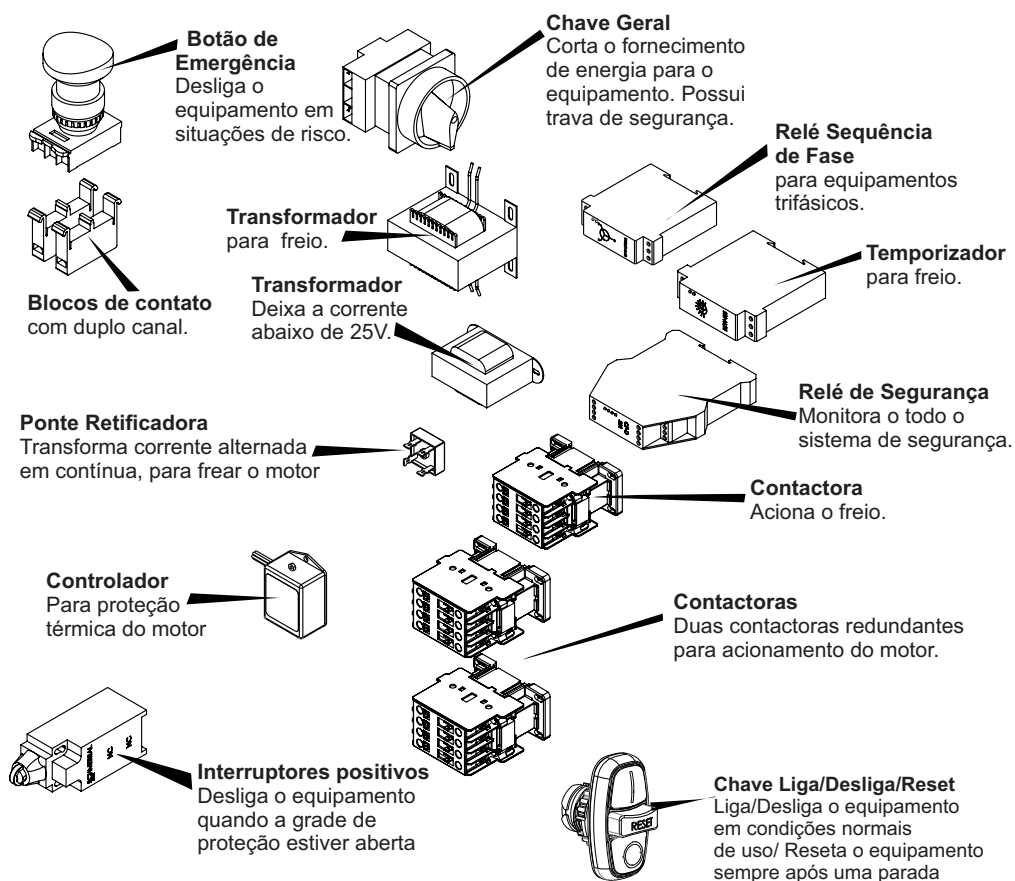 Botão de
Emergência
Desliga o
equipamento em
situações de risco.
Chave Geral
Corta o fornecimento
de energia para o
equipamento. Possui
trava de segurança.
Relé Sequência
de Fase
para equipamentos
trifásicos.
Transformador
para freio.
Temporizador
para freio.
Blocos de contato
com duplo canal.
Transformador
Deixa a corrente
abaixo de 25V.
Relé de Segurança
Monitora o todo o
sistema de segurança.
Ponte Retificadora
Transforma corrente alternada
em contínua, para frear o motor
Contactora
Aciona o freio.
Controlador
Para proteção
térmica do motor
Contactoras
Duas contactoras redundantes
para acionamento do motor.
NC
NC
Interruptores positivos
Desliga o equipamento
quando a grade de
proteção estiver aberta
RESET
Chave Liga/Desliga/Reset
Liga/Desliga o equipamento
em condições normais
de uso/ Reseta o equipamento
sempre após uma parada